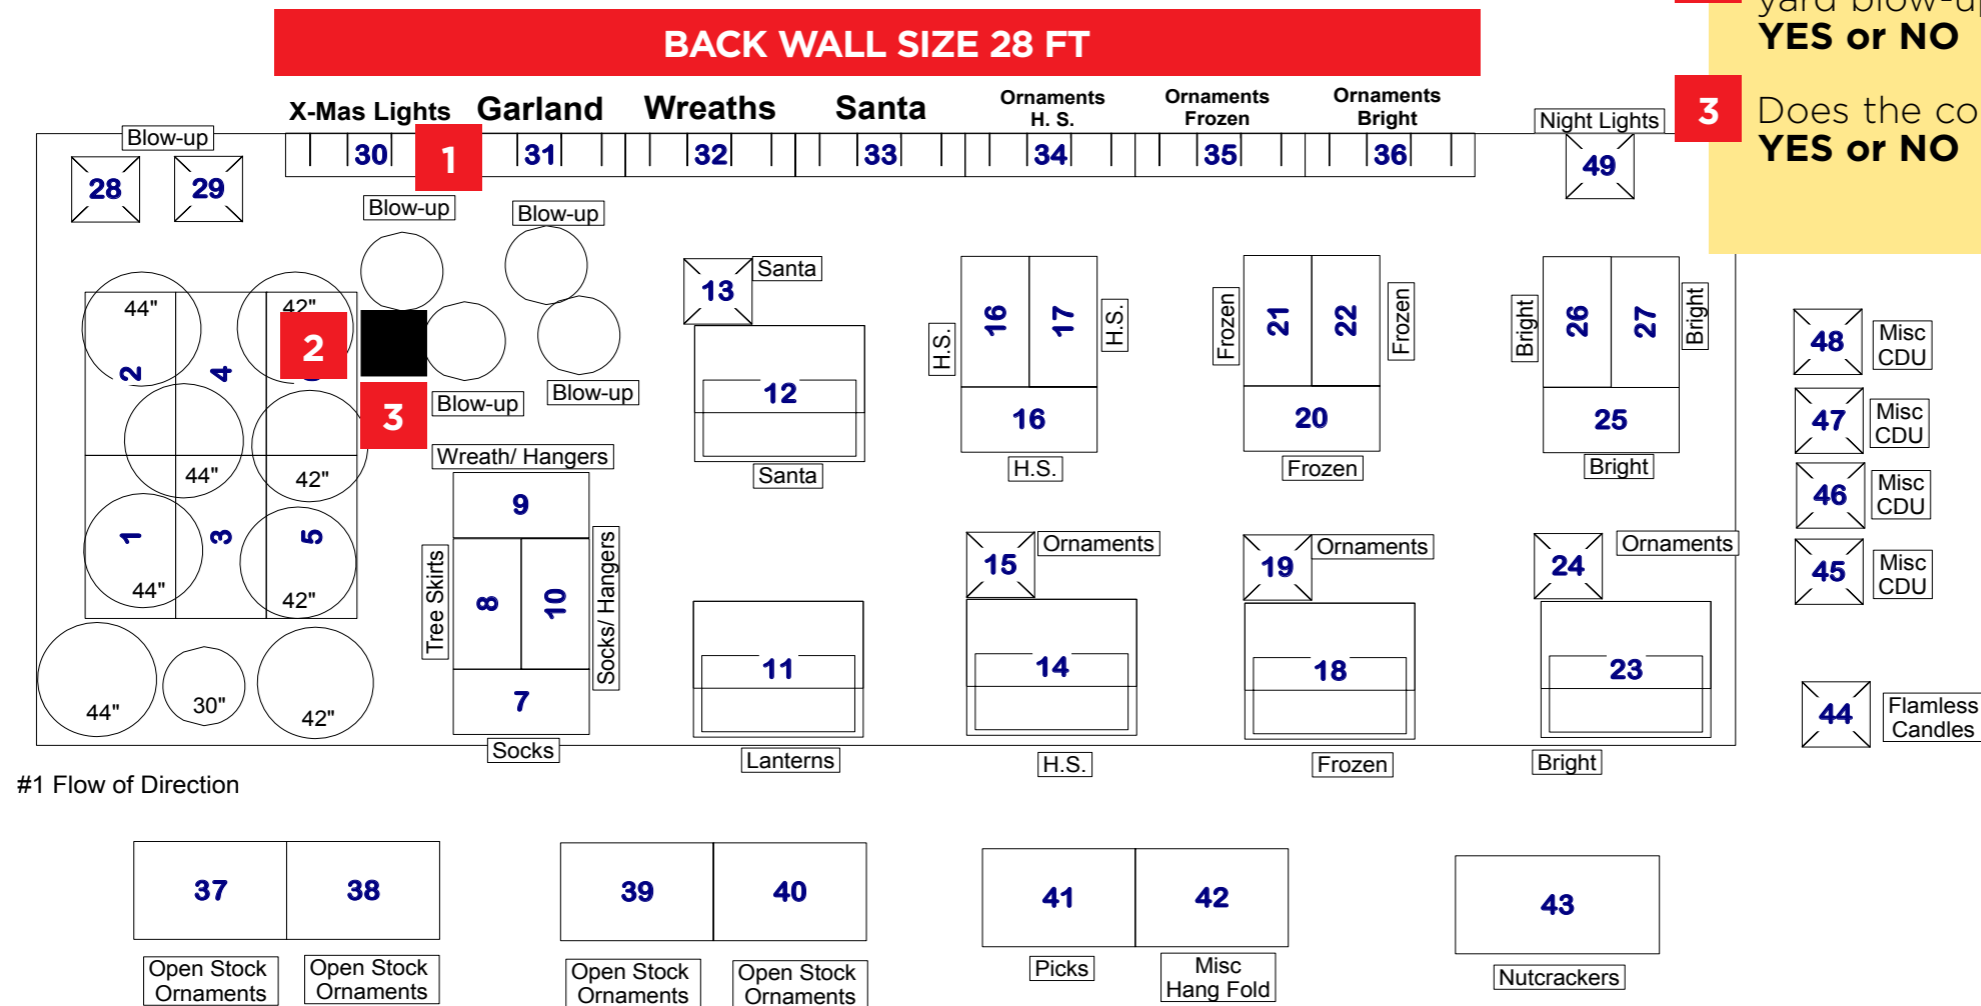 yard blow-up
YES or NO
3 Does the co
YES or NO
BACK WALL SIZE 28 FT
X-Mas Lights
Garland
Wreaths
Santa
Ornaments
H. S.
Ornaments
Frozen
Ornaments
Bright
Night Lights
Blow-up
28
29
30
1
31
32
33
34
35
36
49
Blow-up
Blow-up
Blow-up
Blow-up
44"
42"
2
3
2
4
44"
42"
1
3
5
44"
42"
44"
30"
42"
Wreath/ Hangers
9
Tree Skirts
8
10
Socks/ Hangers
7
Socks
13
Santa
12
Santa
11
Lanterns
H.S.
16
17
H.S.
16
H.S.
15
Ornaments
14
H.S.
Frozen
21
22
Frozen
20
Frozen
19
Ornaments
18
Frozen
Bright
26
27
Bright
25
Bright
24
Ornaments
23
Bright
48
Misc
CDU
47
Misc
CDU
46
Misc
CDU
45
Misc
CDU
44
Flamless
Candles
#1 Flow of Direction
37
38
39
40
41
42
43
Open Stock
Ornaments
Open Stock
Ornaments
Open Stock
Ornaments
Open Stock
Ornaments
Picks
Misc
Hang Fold
Nutcrackers